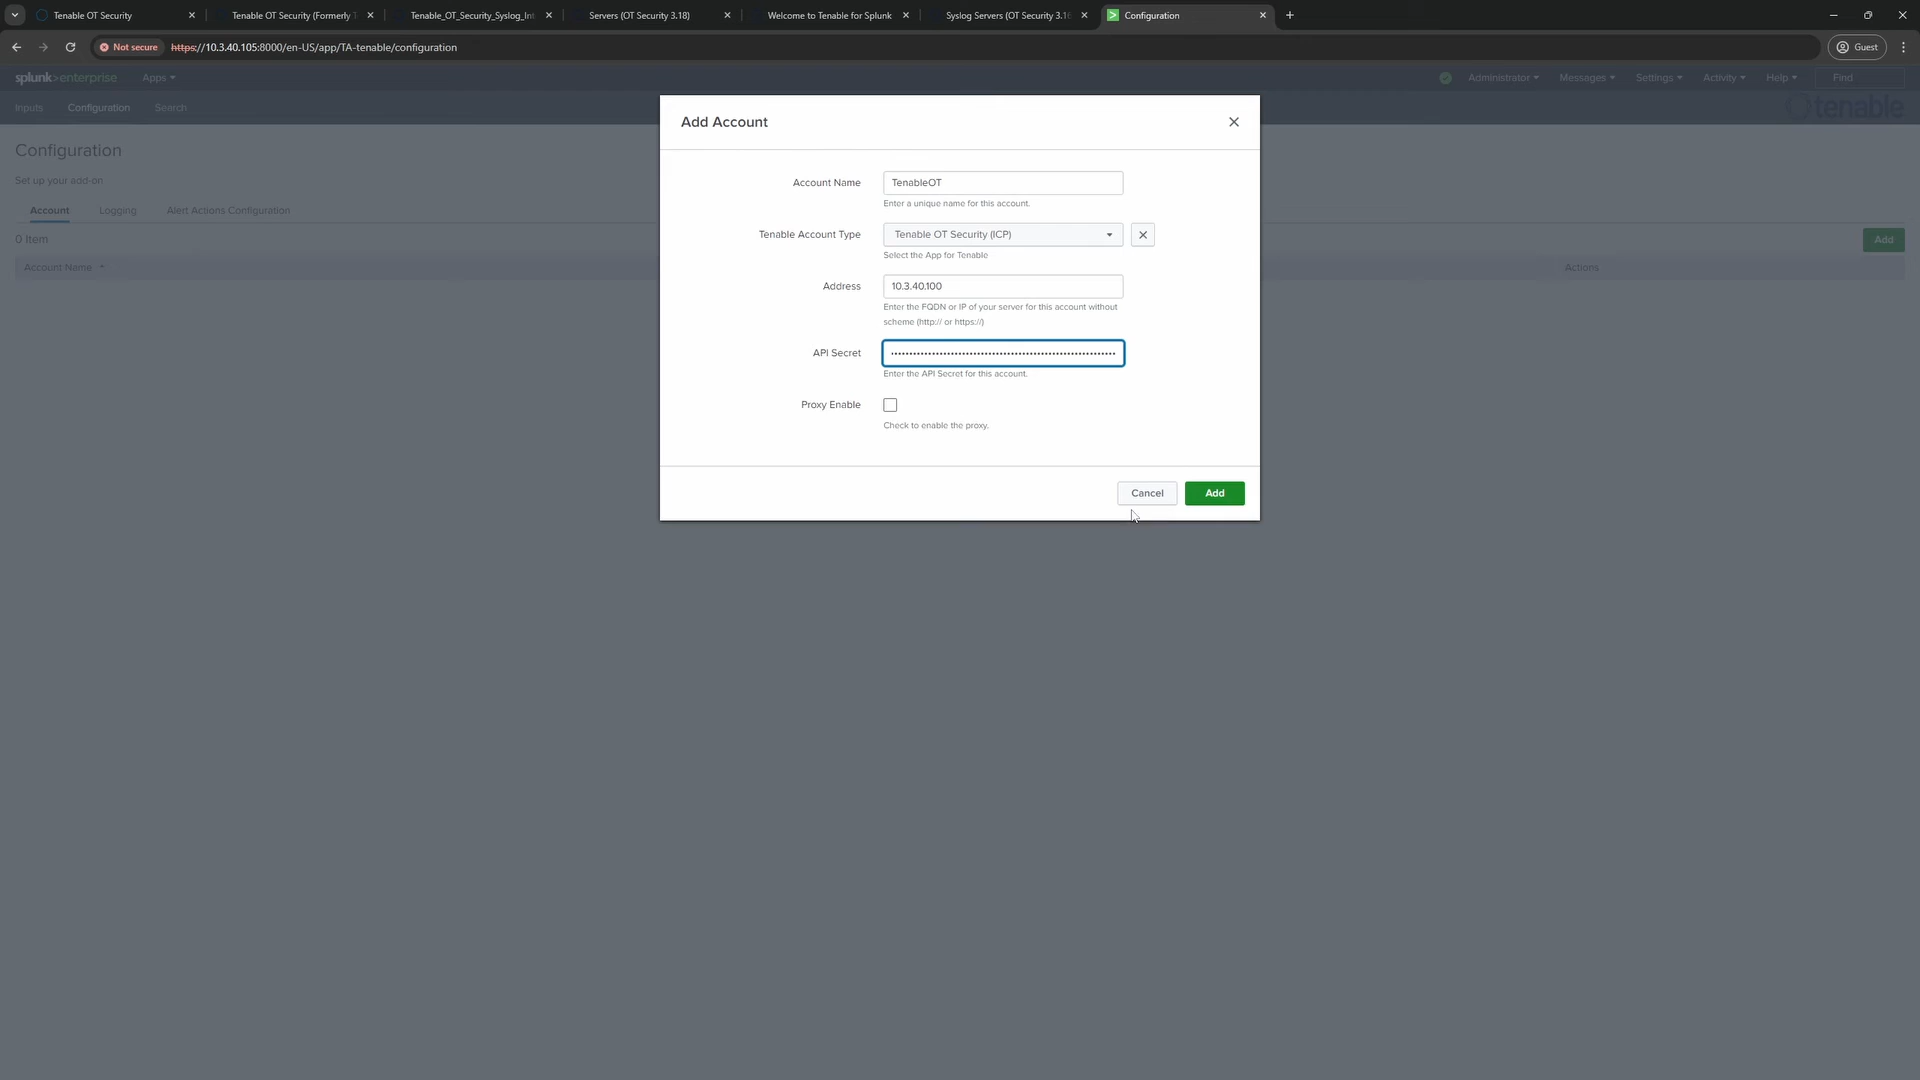 Tenable OT Security
Tenable OT Security (Formerly T
Tenable_OT_Security_Syslog_Int
Servers (OT Security 3.18)
Welcome to Tenable for Splunk
Syslog Servers (OT Security 3.18
Configuration
Not secure
https://10.3.40.105:8000/en-US/app/TA-tenable/configuration
Guest
splunk>enterprise
Apps
Administrator
Messages
Settings
Activity
Help
Find
Inputs
Configuration
Search
tenable
Configuration
Set up your add-on
Account
Logging
Alert Actions Configuration
0 Item
Add
Account Name
Actions
Add Account
Account Name
TenableOT
Enter a unique name for this account.
Tenable Account Type
Tenable OT Security (ICP)
Select the App for Tenable
Address
10.3.40.100
Enter the FQDN or IP of your server for this account without
scheme (http:// or https://)
API Secret
Enter the API Secret for this account.
Proxy Enable
Check to enable the proxy.
Cancel
Add